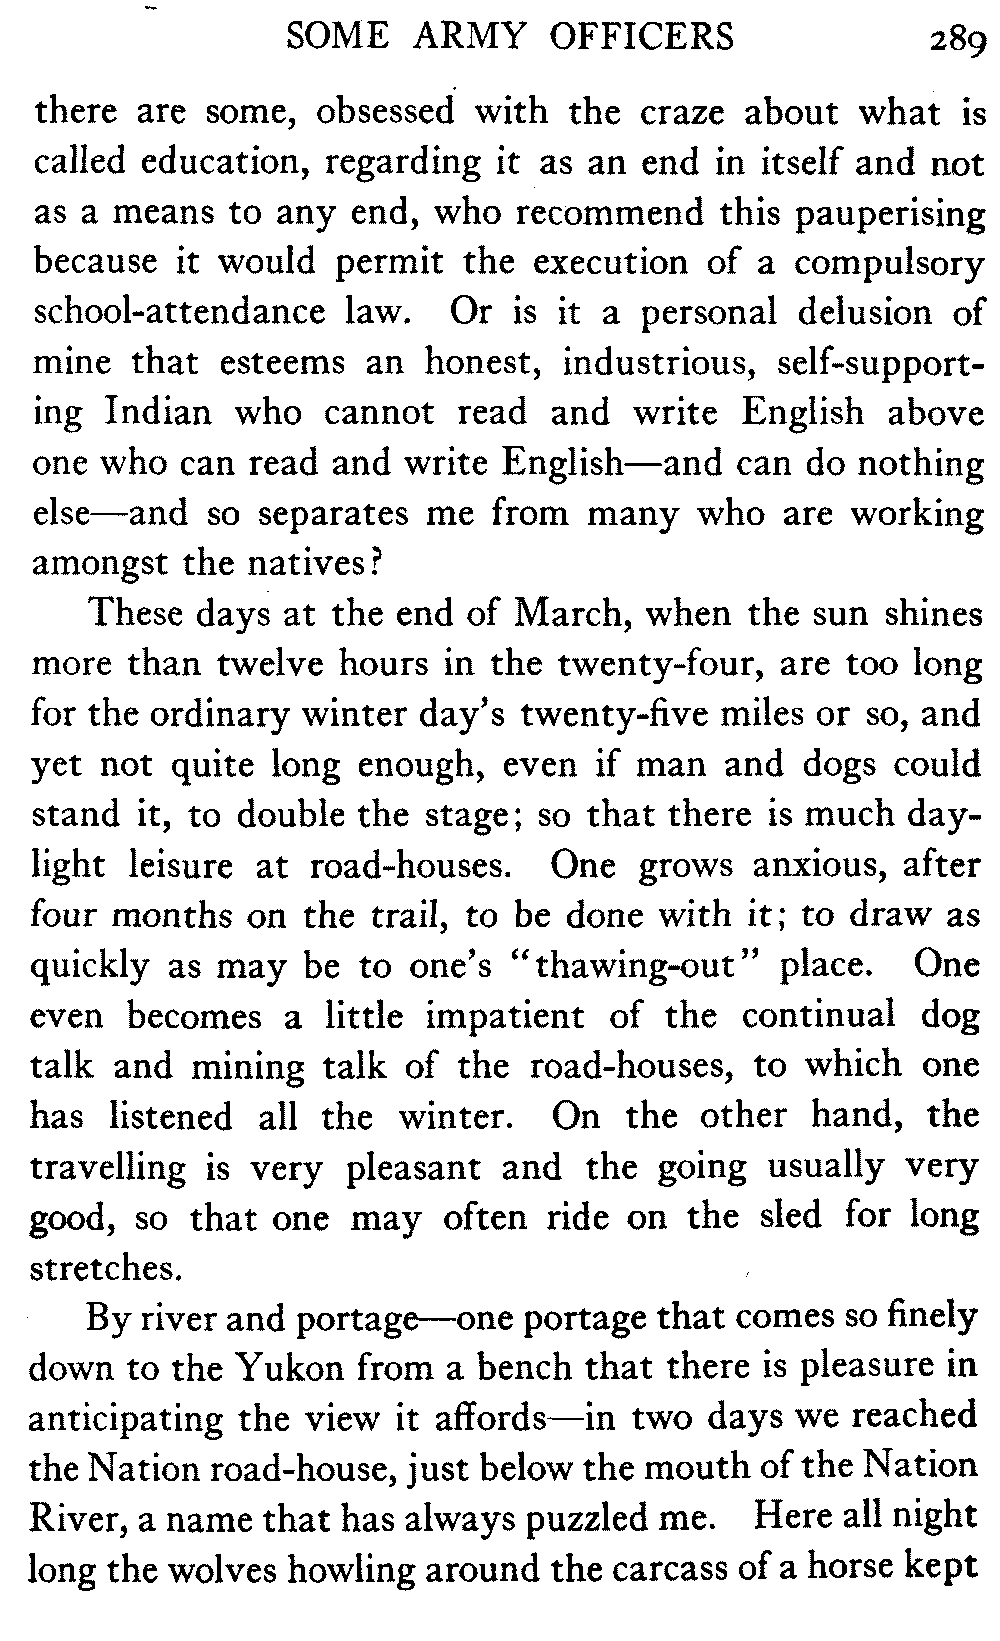 SOME ARMY OFFICERS 289
there are some, obsessed with the craze about what is
called education, regarding it as an end in itself and not
as a means to any end, who recommend this pauperising
because it would permit the execution of a compulsory
school-attendance law. Or is it a personal delusion of
mine that esteems an honest, industrious, self-support-
ing Indian who cannot read and write English above
one who can read and write English—and can do nothing
else—and so separates me from many who are working
amongst the natives?
These days at the end of March, when the sun shines
more than twelve hours in the twenty-four, are too long
for the ordinary winter day's twenty-five miles or so, and
yet not quite long enough, even if man and dogs could
stand it, to double the stage; so that there is much day-
light leisure at road-houses. One grows anxious, after
four months on the trail, to be done with it; to draw as
quickly as may be to one's "thawing-out" place. One
even becomes a little impatient of the continual dog
talk and mining talk of the road-houses, to which one
has listened all the winter. On the other hand, the
travelling is very pleasant and the going usually very
good, so that one may often ride on the sled for long
stretches.
By river and portage—one portage that comes so finely
down to the Yukon from a bench that there is pleasure in
anticipating the view it affords—in two days we reached
the Nation road-house, just below the mouth of the Nation
River, a name that has always puzzled me. Here all night
long the wolves howling around the carcass of a horse kept